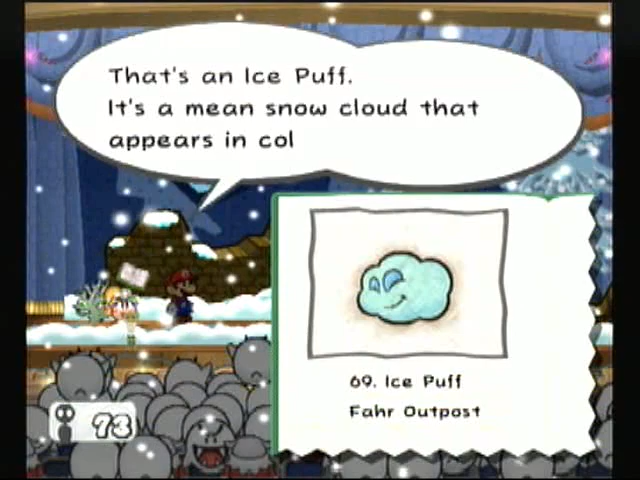 That's an Ice Puff.
It's a mean snow cloud that
appears in col
69. Ice Puff
Fahr Outpost
73